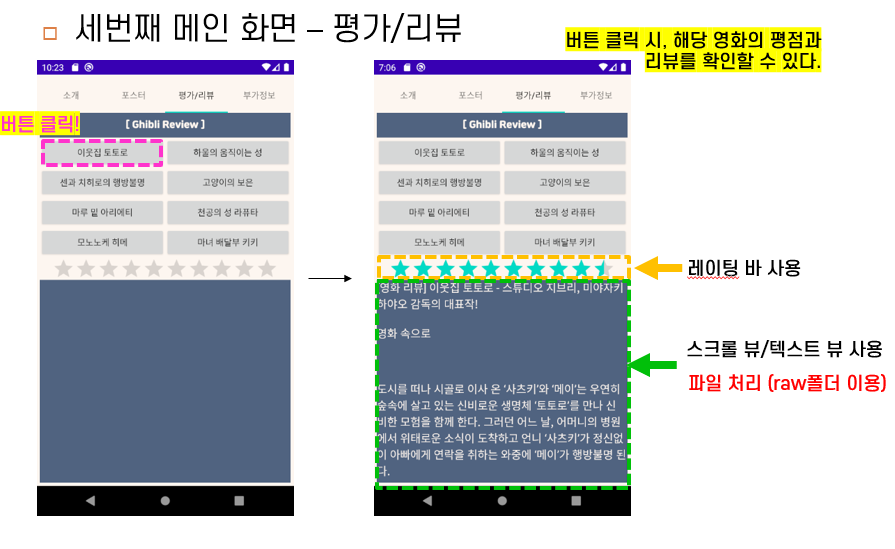 세번째 메인 화면 – 평가/리뷰
버튼 클릭 시, 해당 영화의 평점과
리뷰를 확인할 수 있다.
10:23
소개 포스터 평가/리뷰 부가정보
버튼 클릭!
[ Ghibli Review ]
이웃집 토토로 하울의 움직이는 성
센과 치히로의 행방불명 고양이의 보은
마루 밑 아리에티 천공의 성 라퓨타
모노노케 히메 마녀 배달부 키키
7:06
소개 포스터 평가/리뷰 부가정보
[ Ghibli Review ]
이웃집 토토로 하울의 움직이는 성
센과 치히로의 행방불명 고양이의 보은
마루 밑 아리에티 천공의 성 라퓨타
모노노케 히메 마녀 배달부 키키
레이팅 바 사용
[영화 리뷰] 이웃집 토토로 - 스튜디오 지브리, 미야자키
하야오 감독의 대표작!
영화 속으로
도시를 떠나 시골로 이사 온 ‘사츠키’와 ‘메이’는 우연히
숲속에 살고 있는 신비로운 생명체 ‘토토로’를 만나 신
비한 모험을 함께 한다. 그러던 어느 날, 어머니의 병원
에서 위태로운 소식이 도착하고 언니 ‘사츠키’가 정신없
이 아빠에게 연락을 취하는 와중에 ‘메이’가 행방불명 된
다.
스크롤 뷰/텍스트 뷰 사용
파일 처리 (raw폴더 이용)